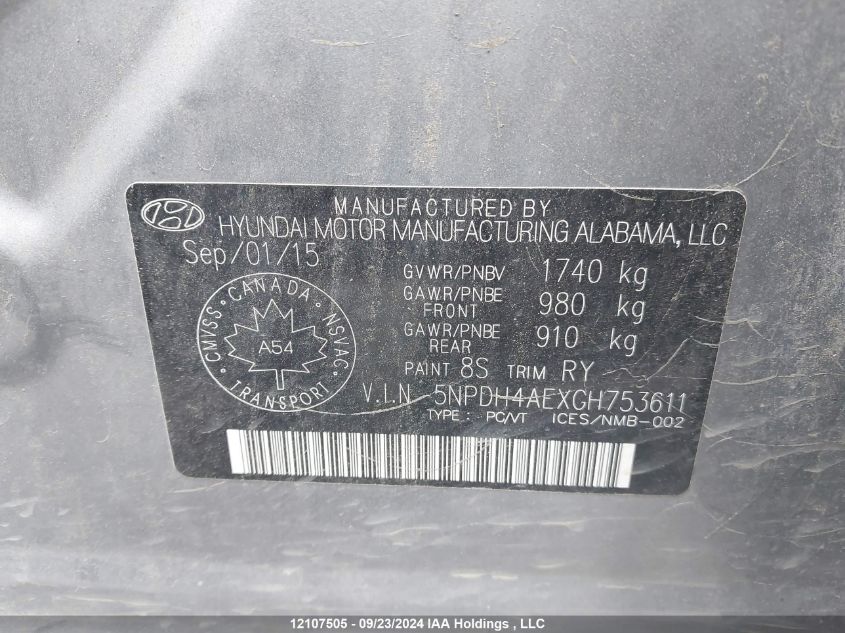 MANUFACTURED BY
HYUNDAI MOTOR MANUFACTURING ALABAMA, LLC
Sep/01/15
GVWR/PNBV 1740 kg
GAWR/PNBE FRONT 980 kg
GAWR/PNBE REAR 910 kg
PAINT 8S TRIM RY
V.I.N 5NPDH4AEXGH753611
TYPE : PC/VT ICES/NMB-002
CMVSS · CANADA · NSVAC
A54
TRANSPORT
12107505 - 09/23/2024 IAA Holdings , LLC